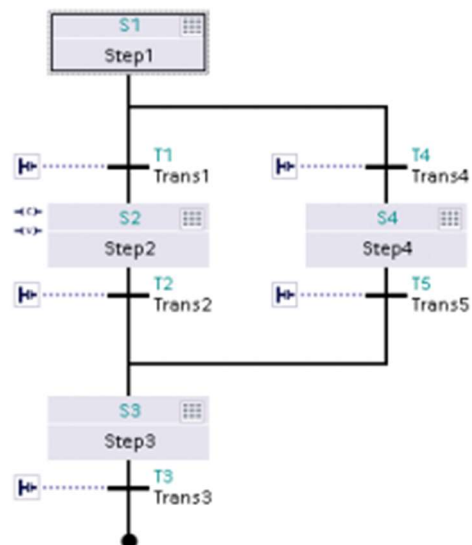 S1
Step1
T1
Trans1
T4
Trans4
S2
Step2
S4
Step4
T2
Trans2
T5
Trans5
S3
Step3
T3
Trans3